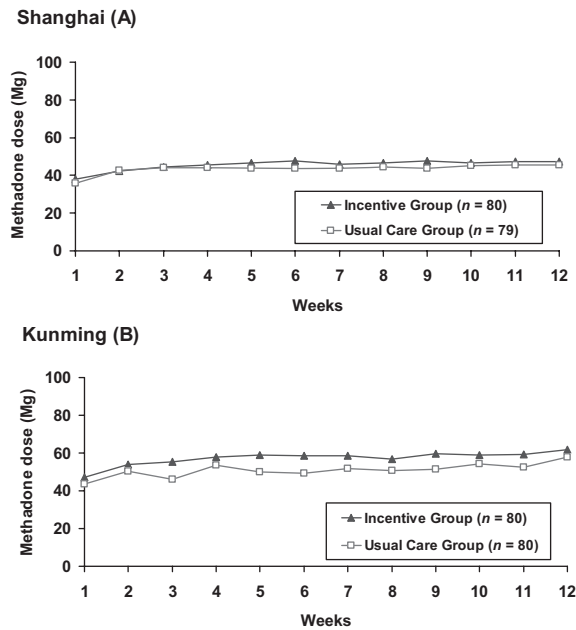 Shanghai (A)
Methadone dose (Mg)
100
80
60
40
20
0
Incentive Group (n = 80)
Usual Care Group (n = 79)
1 2 3 4 5 6 7 8 9 10 11 12
Weeks
Kunming (B)
Methadone dose (Mg)
100
80
60
40
20
0
Incentive Group (n = 80)
Usual Care Group (n = 80)
1 2 3 4 5 6 7 8 9 10 11 12
Weeks